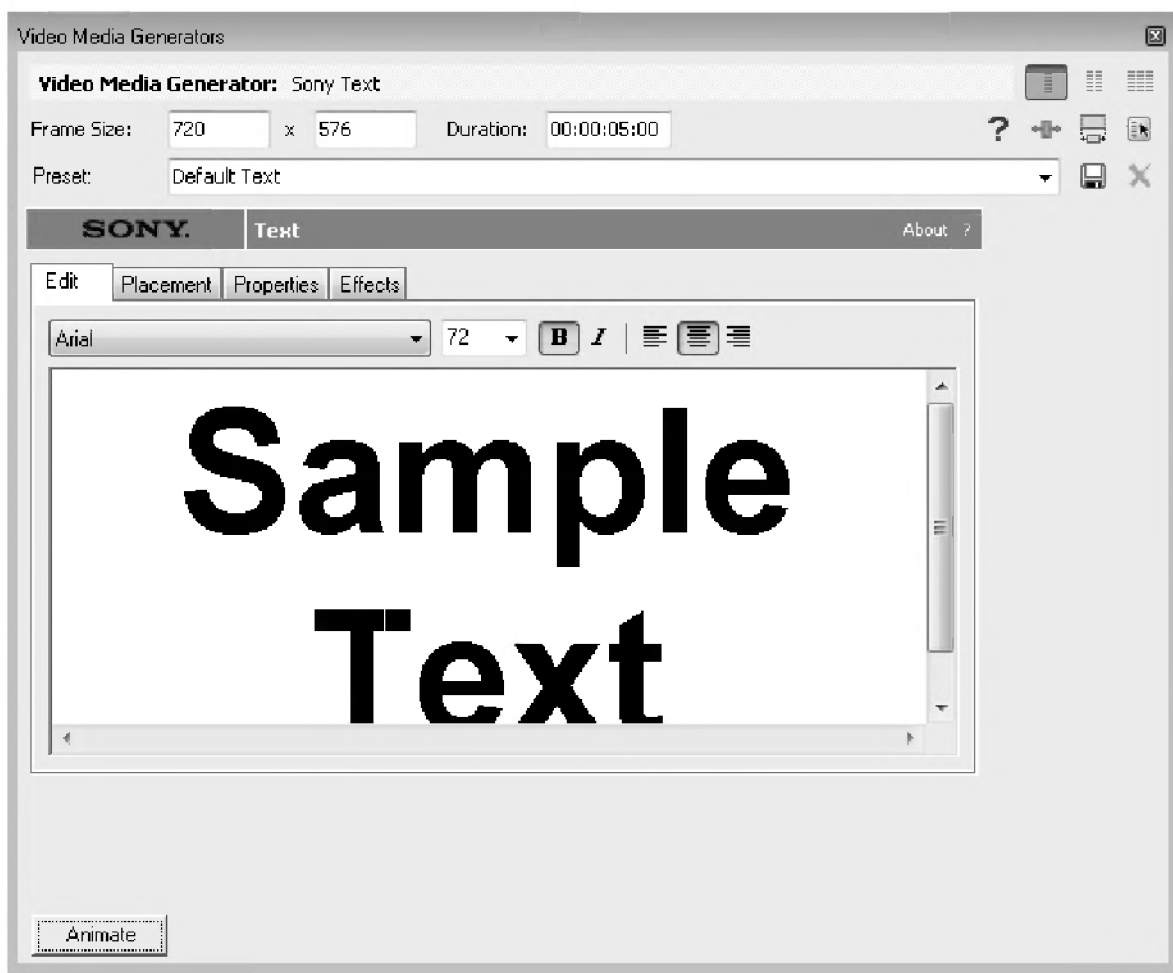 Video Media Generators
Video Media Generator: Sony Text
Frame Size: 720 x 576 Duration: 00:00:05:00 ?
Preset: Default Text
SONY. Text About ?
Edit Placement Properties Effects
Arial 72 B I
Sample
Text
Animate